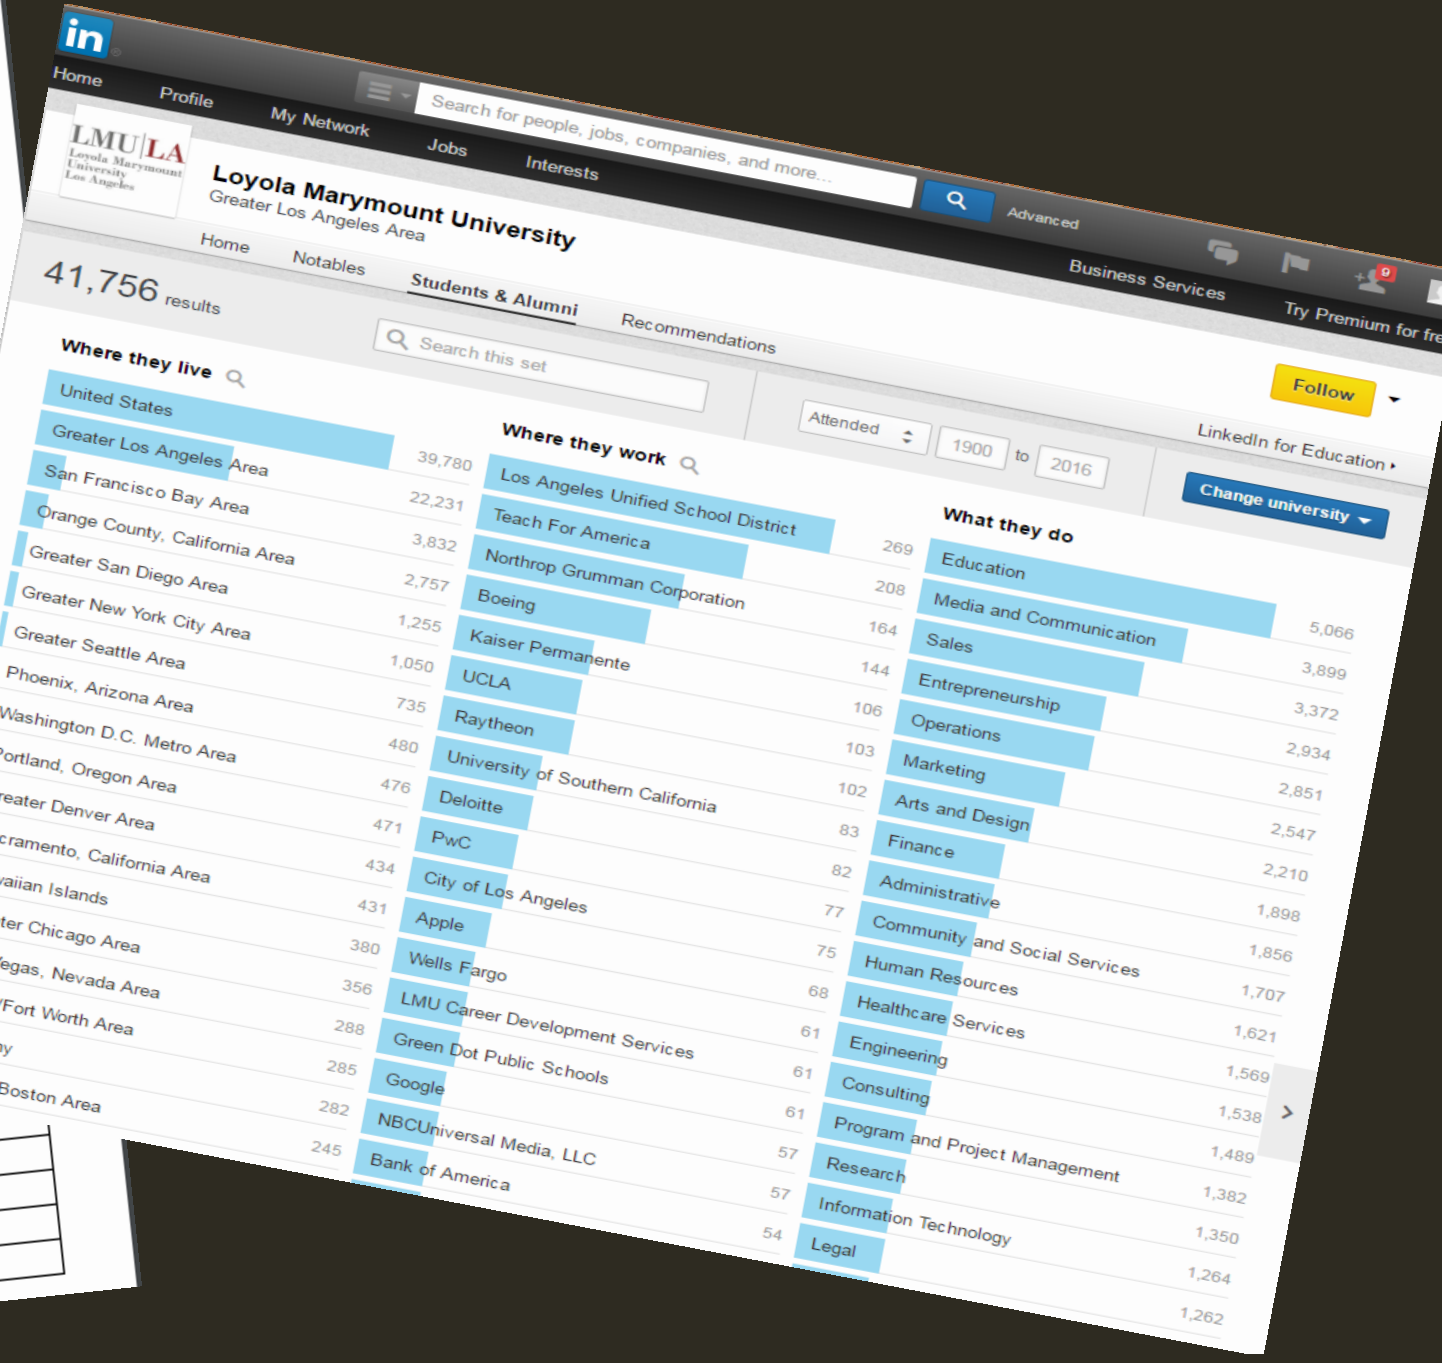 in
Home Profile My Network Jobs Interests
Search for people, jobs, companies, and more...
Advanced
Business Services
Try Premium for fre
9
LMU|LA
Loyola Marymount
University
Los Angeles
Loyola Marymount University
Greater Los Angeles Area
Follow
Home Notables Students & Alumni Recommendations
LinkedIn for Education
41,756 results
Search this set
Attended 1900 to 2016
Change university
Where they live
United States 39,780
Greater Los Angeles Area 22,231
San Francisco Bay Area 3,832
Orange County, California Area 2,757
Greater San Diego Area 1,255
Greater New York City Area 1,050
Greater Seattle Area 735
Phoenix, Arizona Area 480
Washington D.C. Metro Area 476
Portland, Oregon Area 471
reater Denver Area 434
cramento, California Area 431
vaiian Islands 380
ter Chicago Area 356
Vegas, Nevada Area 288
/Fort Worth Area 285
ny 282
Boston Area 245
Where they work
Los Angeles Unified School District 269
Teach For America 208
Northrop Grumman Corporation 164
Boeing 144
Kaiser Permanente 106
UCLA 103
Raytheon 102
University of Southern California 83
Deloitte 82
PwC 77
City of Los Angeles 75
Apple 68
Wells Fargo 61
LMU Career Development Services 61
Green Dot Public Schools 61
Google 57
NBCUniversal Media, LLC 57
Bank of America 54
What they do
Education 5,066
Media and Communication 3,899
Sales 3,372
Entrepreneurship 2,934
Operations 2,851
Marketing 2,547
Arts and Design 2,210
Finance 1,898
Administrative 1,856
Community and Social Services 1,707
Human Resources 1,621
Healthcare Services 1,569
Engineering 1,538
Consulting 1,489
Program and Project Management 1,382
Research 1,350
Information Technology 1,264
Legal 1,262